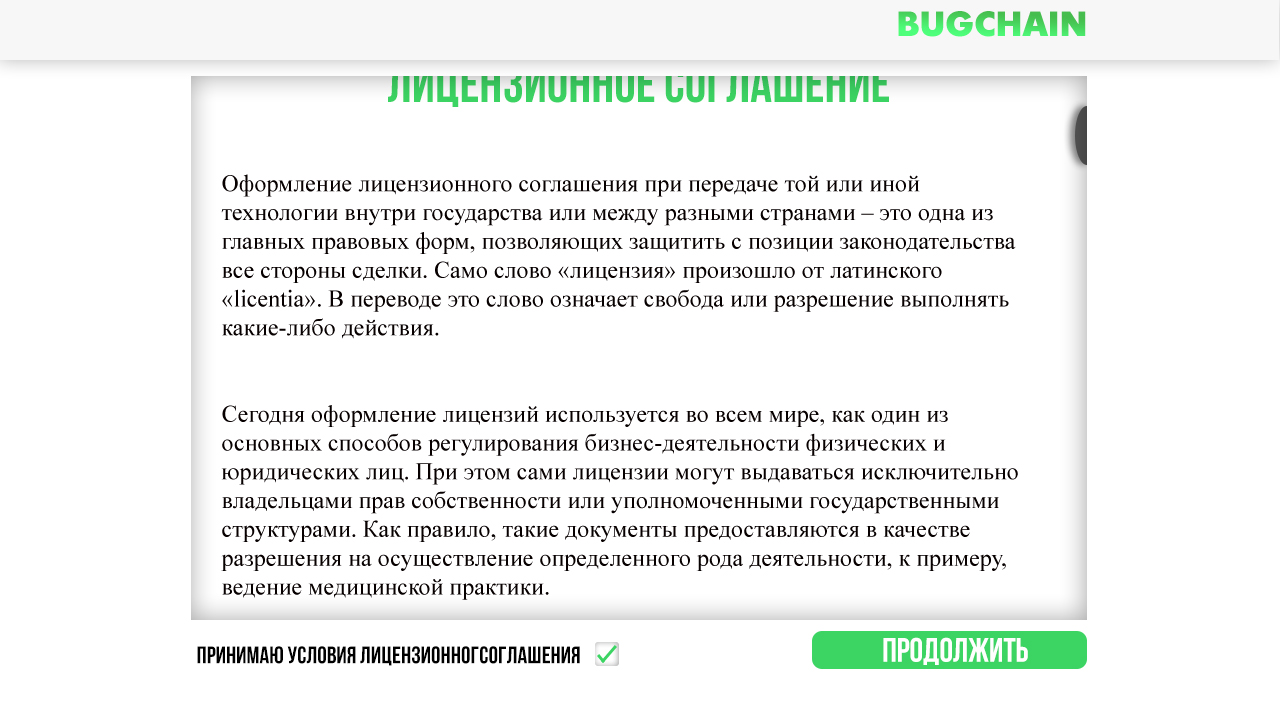 BUGCHAIN
ЛИЦЕНЗИОННОЕ СОГЛАШЕНИЕ
Оформление лицензионного соглашения при передаче той или иной
технологии внутри государства или между разными странами – это одна из
главных правовых форм, позволяющих защитить с позиции законодательства
все стороны сделки. Само слово «лицензия» произошло от латинского
«licentia». В переводе это слово означает свобода или разрешение выполнять
какие-либо действия.
Сегодня оформление лицензий используется во всем мире, как один из
основных способов регулирования бизнес-деятельности физических и
юридических лиц. При этом сами лицензии могут выдаваться исключительно
владельцами прав собственности или уполномоченными государственными
структурами. Как правило, такие документы предоставляются в качестве
разрешения на осуществление определенного рода деятельности, к примеру,
ведение медицинской практики.
ПРИНИМАЮ УСЛОВИЯ ЛИЦЕНЗИОННОГСОГЛАШЕНИЯ
ПРОДОЛЖИТЬ